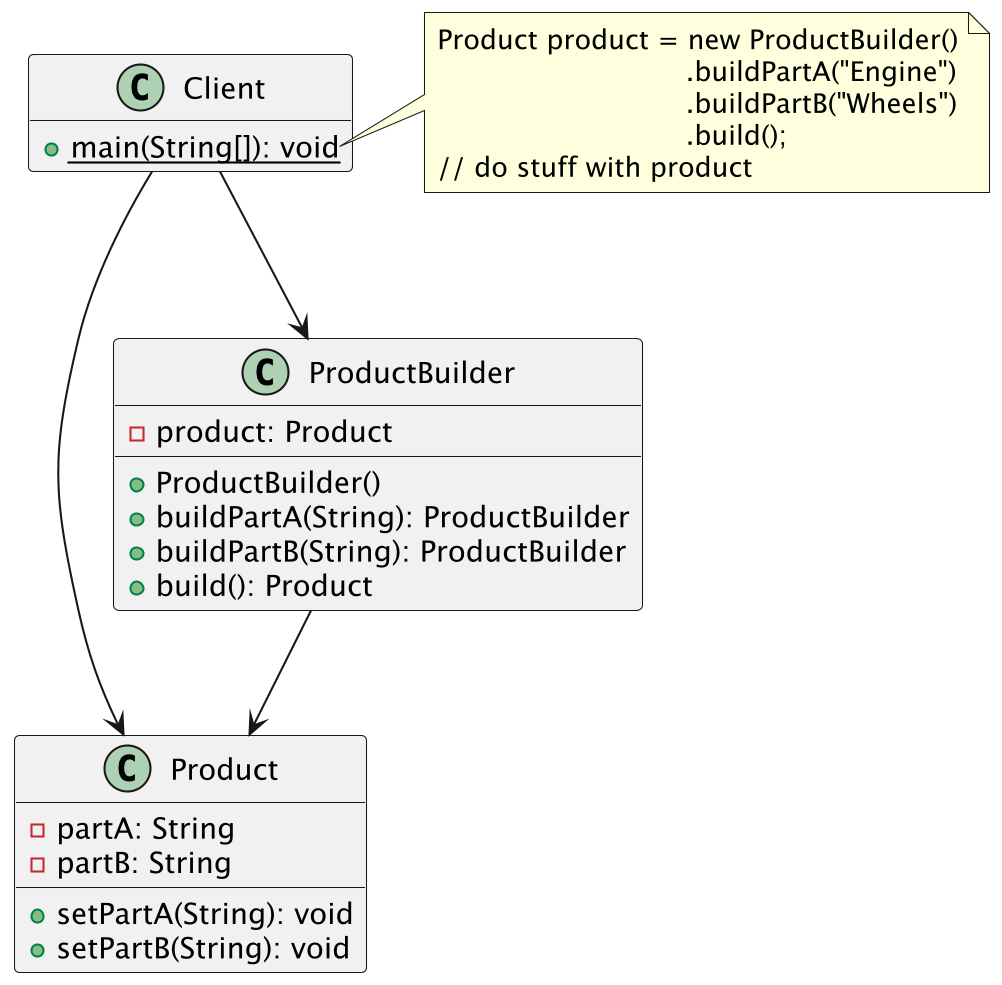 C Client
main(String[]): void
Product product = new ProductBuilder()
.buildPartA("Engine")
.buildPartB("Wheels")
.build();
// do stuff with product
C ProductBuilder
product: Product
ProductBuilder()
buildPartA(String): ProductBuilder
buildPartB(String): ProductBuilder
build(): Product
C Product
partA: String
partB: String
setPartA(String): void
setPartB(String): void